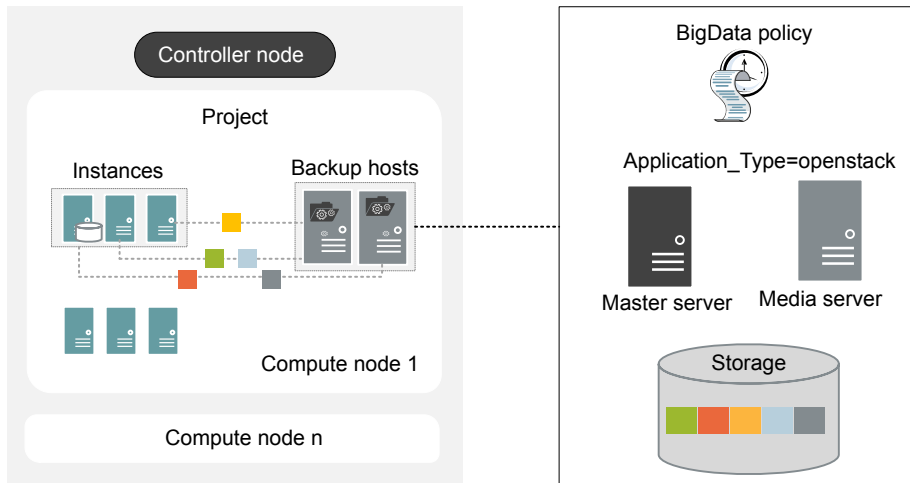 Controller node
Project
Instances
Backup hosts
Compute node 1
Compute node n
BigData policy
Application_Type=openstack
Master server
Media server
Storage